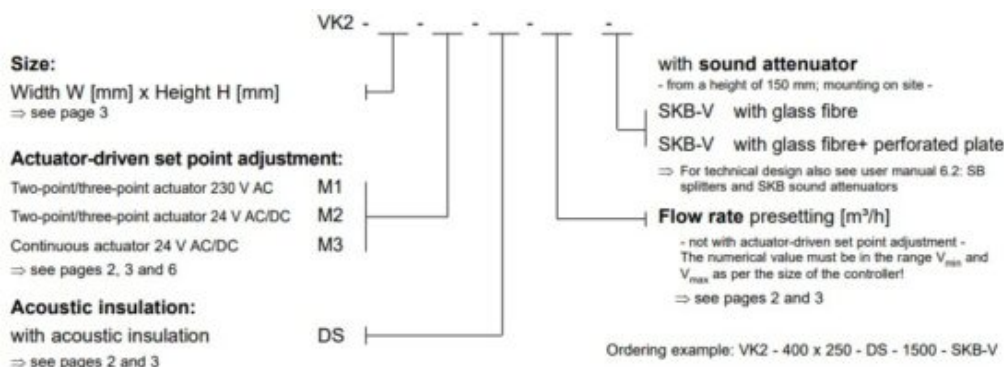 VK2 - - - - -
Size:
Width W [mm] x Height H [mm]
⇒ see page 3
Actuator-driven set point adjustment:
Two-point/three-point actuator 230 V AC M1
Two-point/three-point actuator 24 V AC/DC M2
Continuous actuator 24 V AC/DC M3
⇒ see pages 2, 3 and 6
Acoustic insulation:
with acoustic insulation DS
⇒ see pages 2 and 3
with sound attenuator
- from a height of 150 mm; mounting on site -
SKB-V with glass fibre
SKB-V with glass fibre+ perforated plate
⇒ For technical design also see user manual 6.2: SB
splitters and SKB sound attenuators
Flow rate presetting [m³/h]
- not with actuator-driven set point adjustment -
The numerical value must be in the range Vmin and
Vmax as per the size of the controller!
⇒ see pages 2 and 3
Ordering example: VK2 - 400 x 250 - DS - 1500 - SKB-V